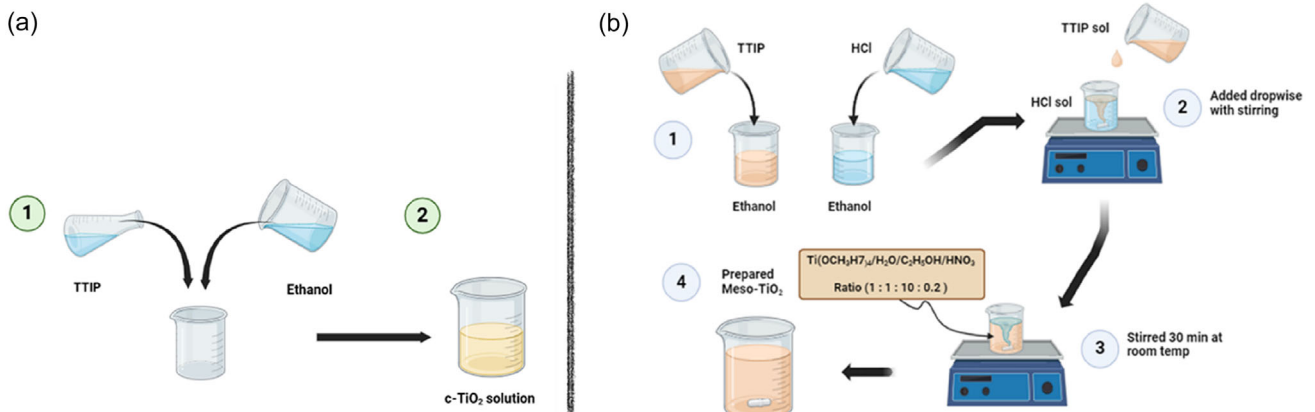 (a)
1
TTIP
Ethanol
2
c-TiO₂ solution
(b)
TTIP
HCl
1
Ethanol
Ethanol
TTIP sol
HCl sol
2
Added dropwise
with stirring
3
Stirred 30 min at
room temp
Ti(OCH₃H7)₄/H₂O/C₂H₅OH/HNO₃
Ratio (1 : 1 : 10 : 0.2 )
4
Prepared
Meso-TiO₂